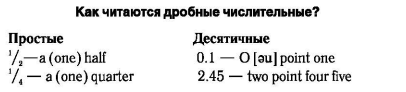 Как читаются дробные числительные?
Простые Десятичные
1/2—a (one) half 0.1 — O [əu] point one
1/4 — a (one) quarter 2.45 — two point four five